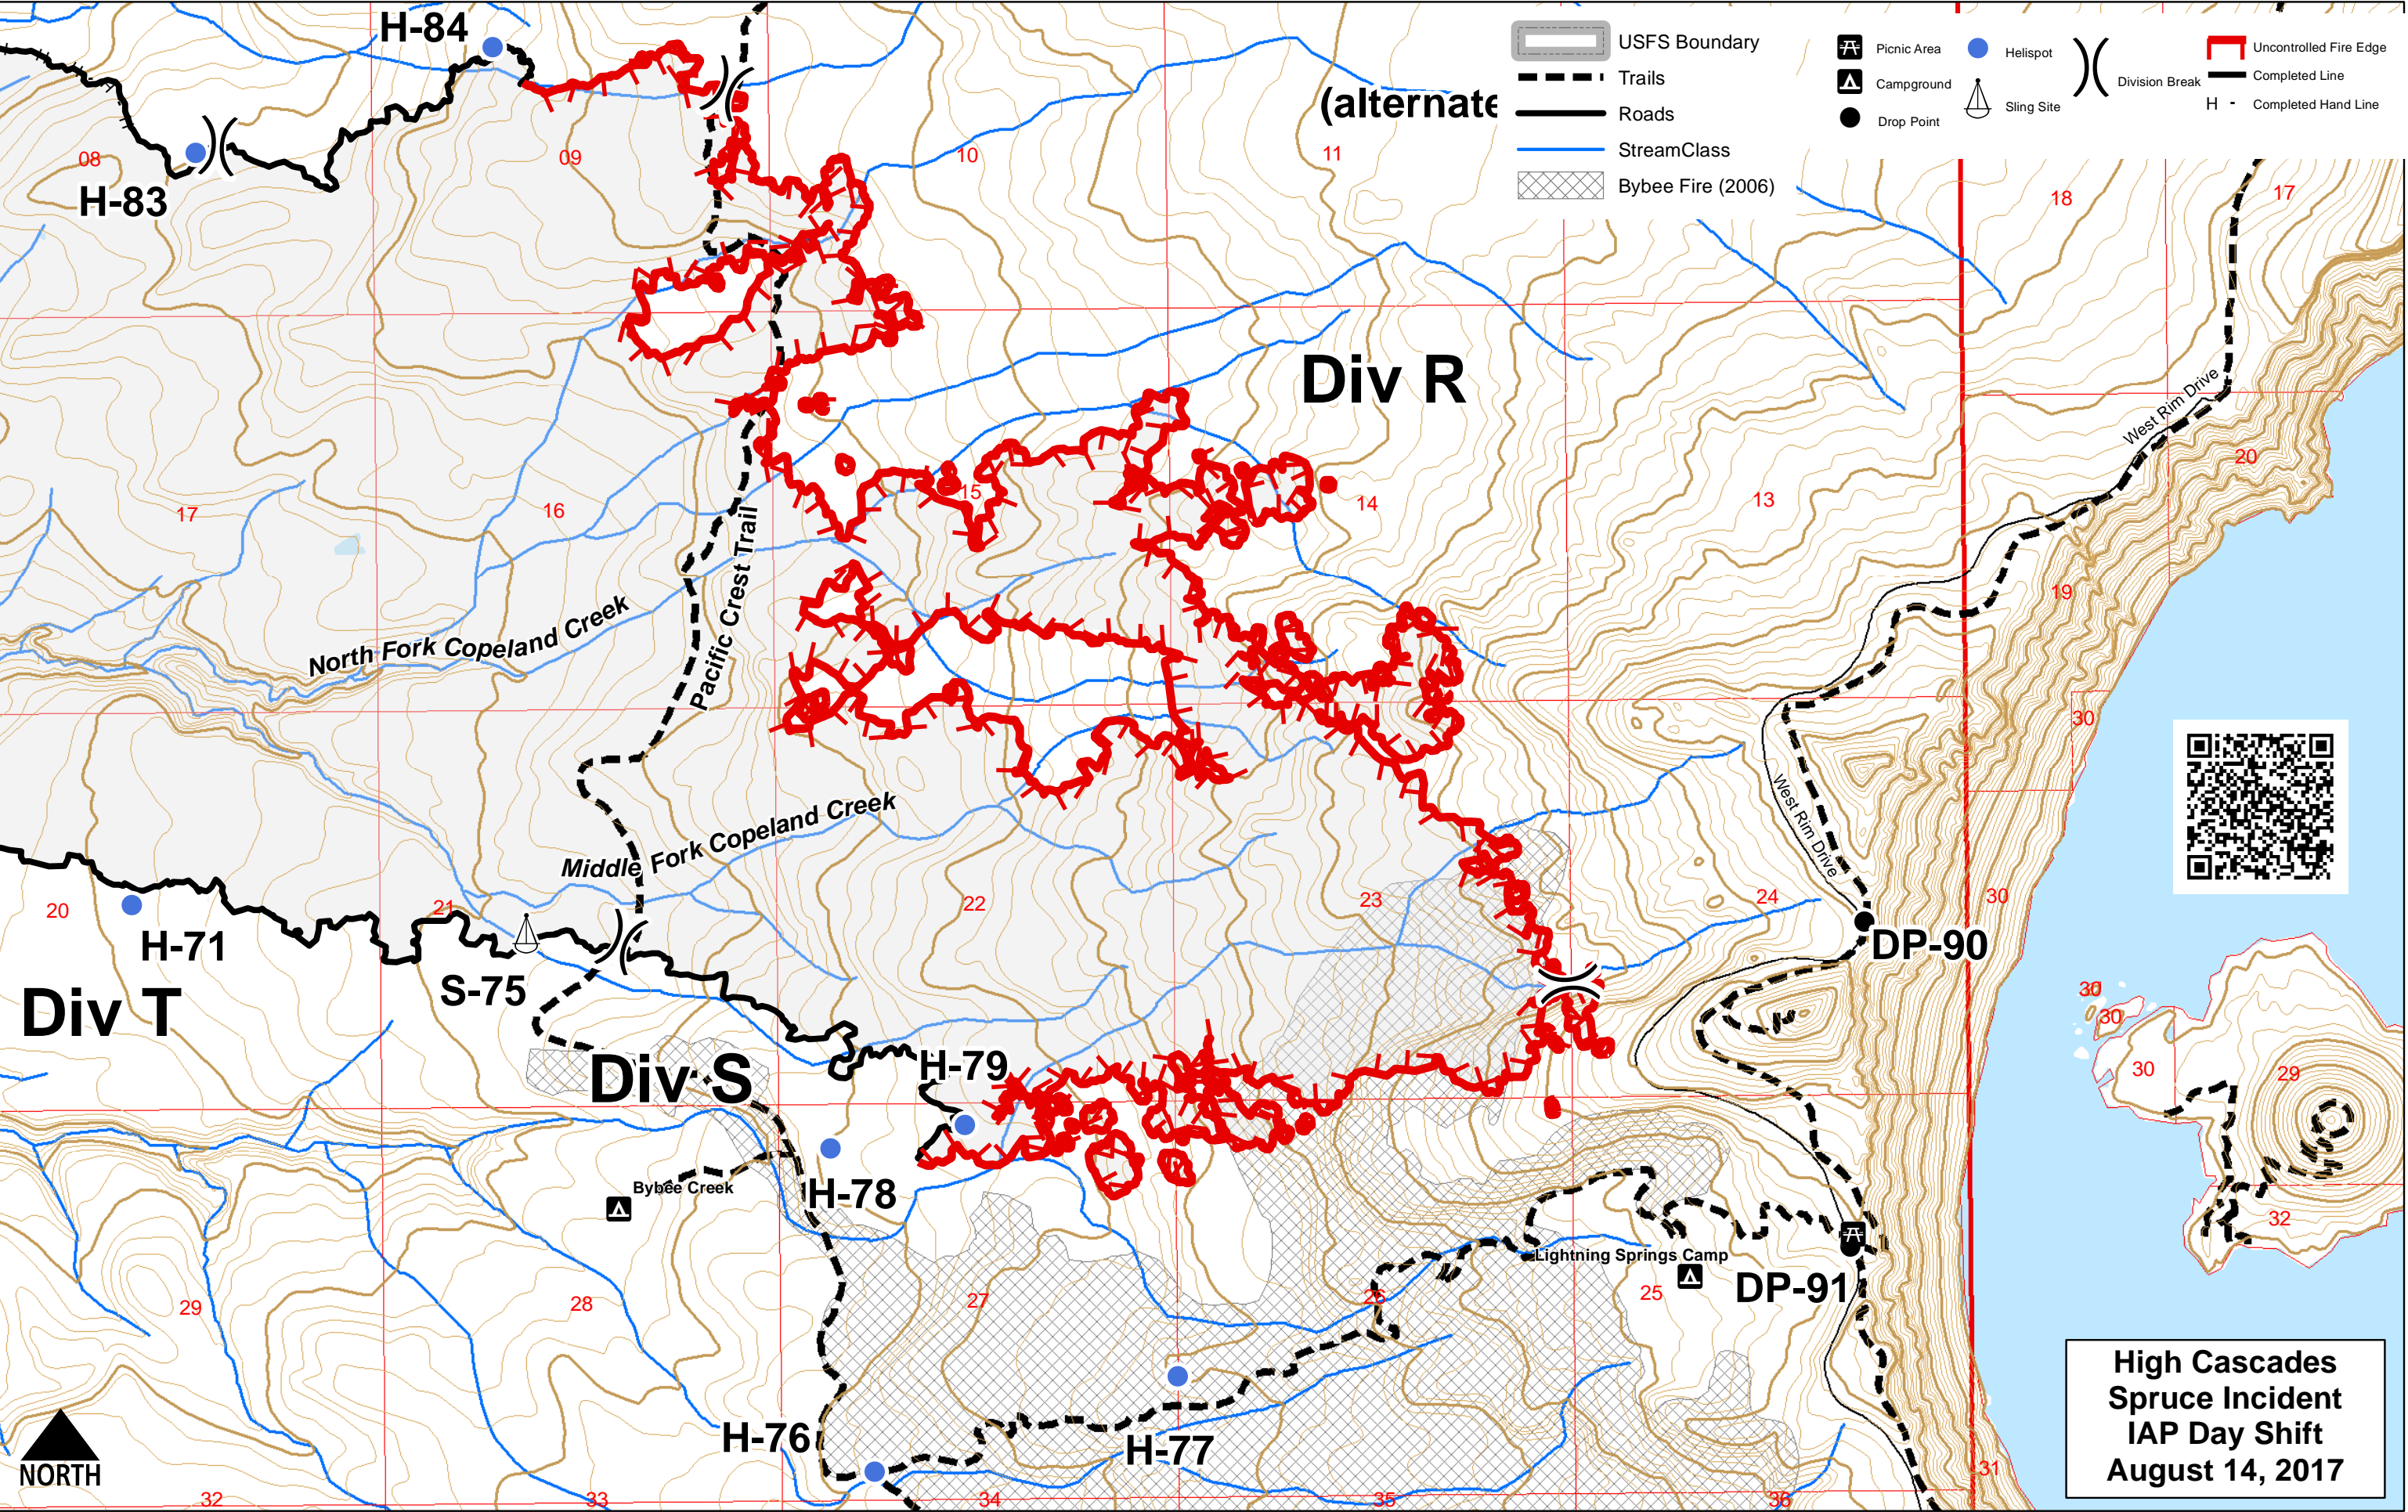 H-84
USFS Boundary
Trails
Roads
StreamClass
Bybee Fire (2006)
Picnic Area
Campground
Drop Point
Helispot
Sling Site
Division Break
Uncontrolled Fire Edge
Completed Line
H - Completed Hand Line
(alternate
08
09
10
11
18
17
H-83
Div R
West Rim Drive
20
17
16
15
14
13
19
Pacific Crest Trail
North Fork Copeland Creek
30
West Rim Drive
Middle Fork Copeland Creek
20
21
22
23
24
30
H-71
DP-90
S-75
Div T
30
30
30
29
Div S
H-79
Bybee Creek
H-78
32
Lightning Springs Camp
DP-91
29
28
27
26
25
H-76
H-77
High Cascades
Spruce Incident
IAP Day Shift
August 14, 2017
NORTH
32
33
34
35
36
31